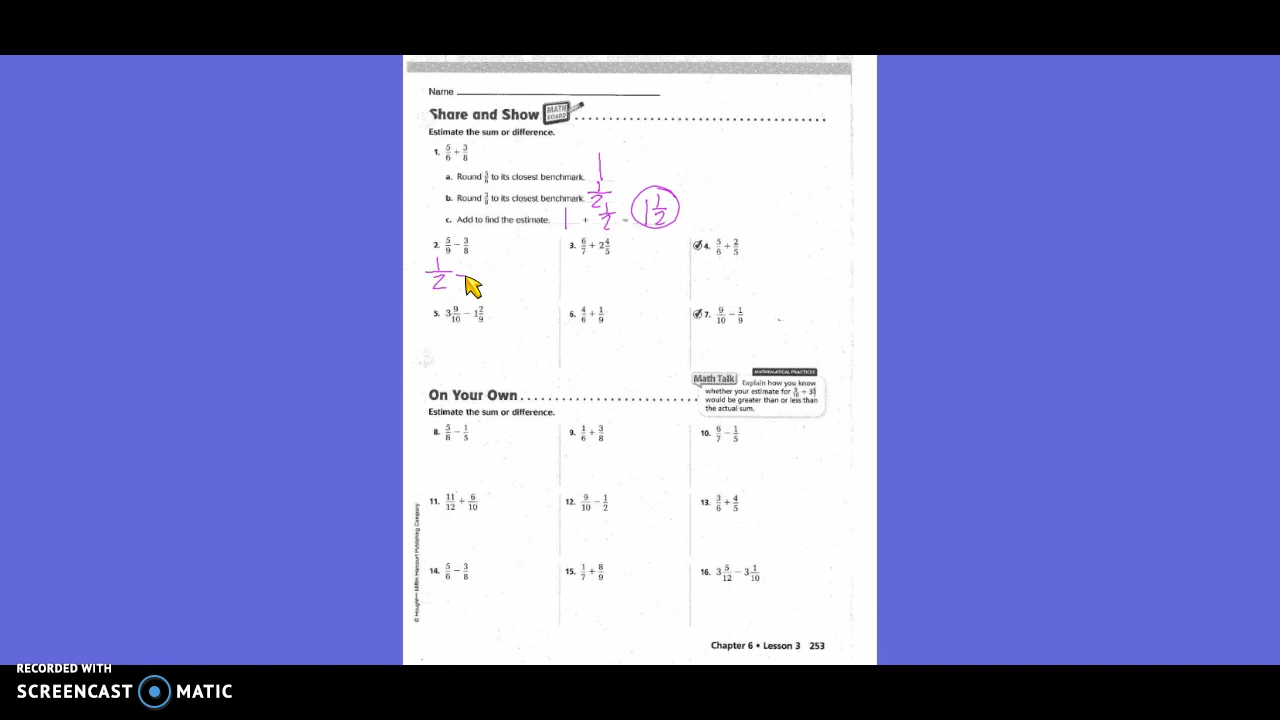 Name
Share and Show MATH BOARD
Estimate the sum or difference.
1. 5/6 + 3/8
a. Round 5/6 to its closest benchmark. 1
b. Round 3/8 to its closest benchmark. 1/2
c. Add to find the estimate. 1 + 1/2 = 1 1/2
2. 5/9 − 3/8
3. 6/7 + 2 4/5
4. 5/6 + 2/5
1/2 −
5. 3 9/10 − 1 2/9
6. 4/6 + 1/9
7. 9/10 − 1/9
MATHEMATICAL PRACTICES
Math Talk Explain how you know
whether your estimate for
would be greater than or less than
the actual sum.
On Your Own
Estimate the sum or difference.
8. 5/8 − 1/5
9. 1/6 + 3/8
10. 6/7 − 1/5
11. 11/12 + 6/10
12. 9/10 − 1/2
13. 3/6 + 4/5
14. 5/6 − 3/8
15. 1/7 + 8/9
16. 3 5/12 − 3 1/10
© Houghton Mifflin Harcourt Publishing Company
Chapter 6 • Lesson 3 253
RECORDED WITH
SCREENCAST MATIC